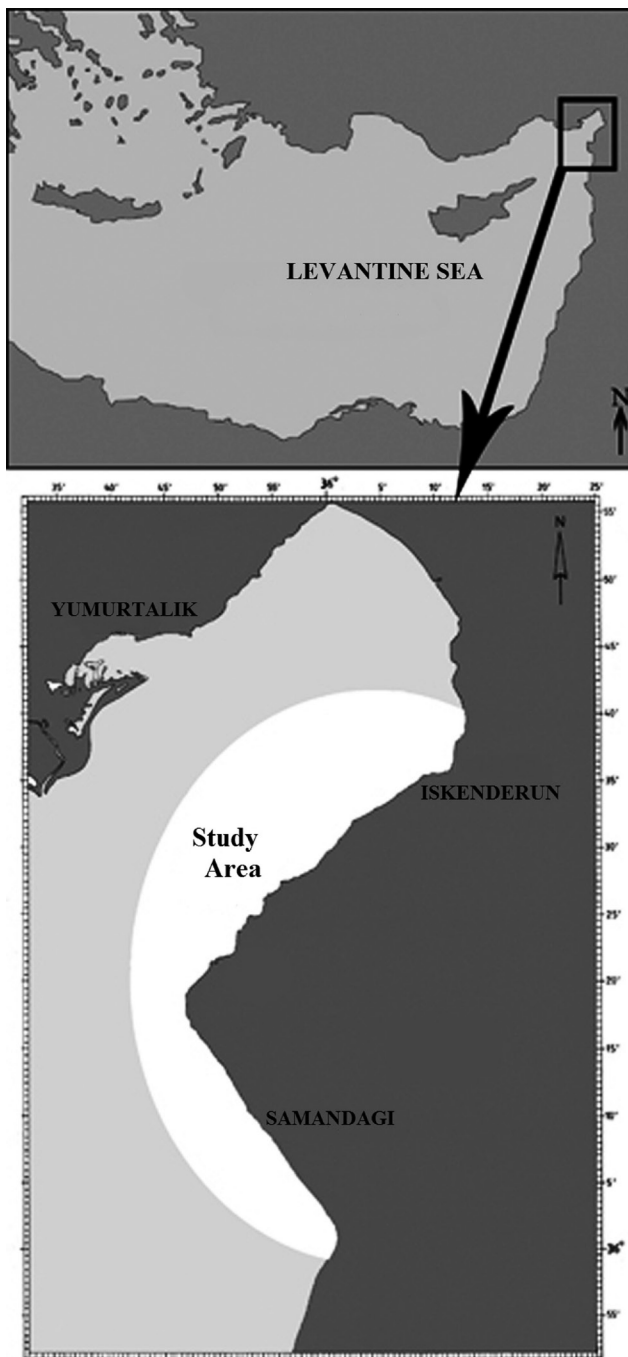 LEVANTINE SEA
N
35' 40' 45' 50' 55' 36° 5' 10' 15' 20' 25'
55'
N
50'
YUMURTALIK
45'
40'
35'
ISKENDERUN
Study
30'
Area
25'
20'
15'
SAMANDAGI
10'
5'
36°
55'